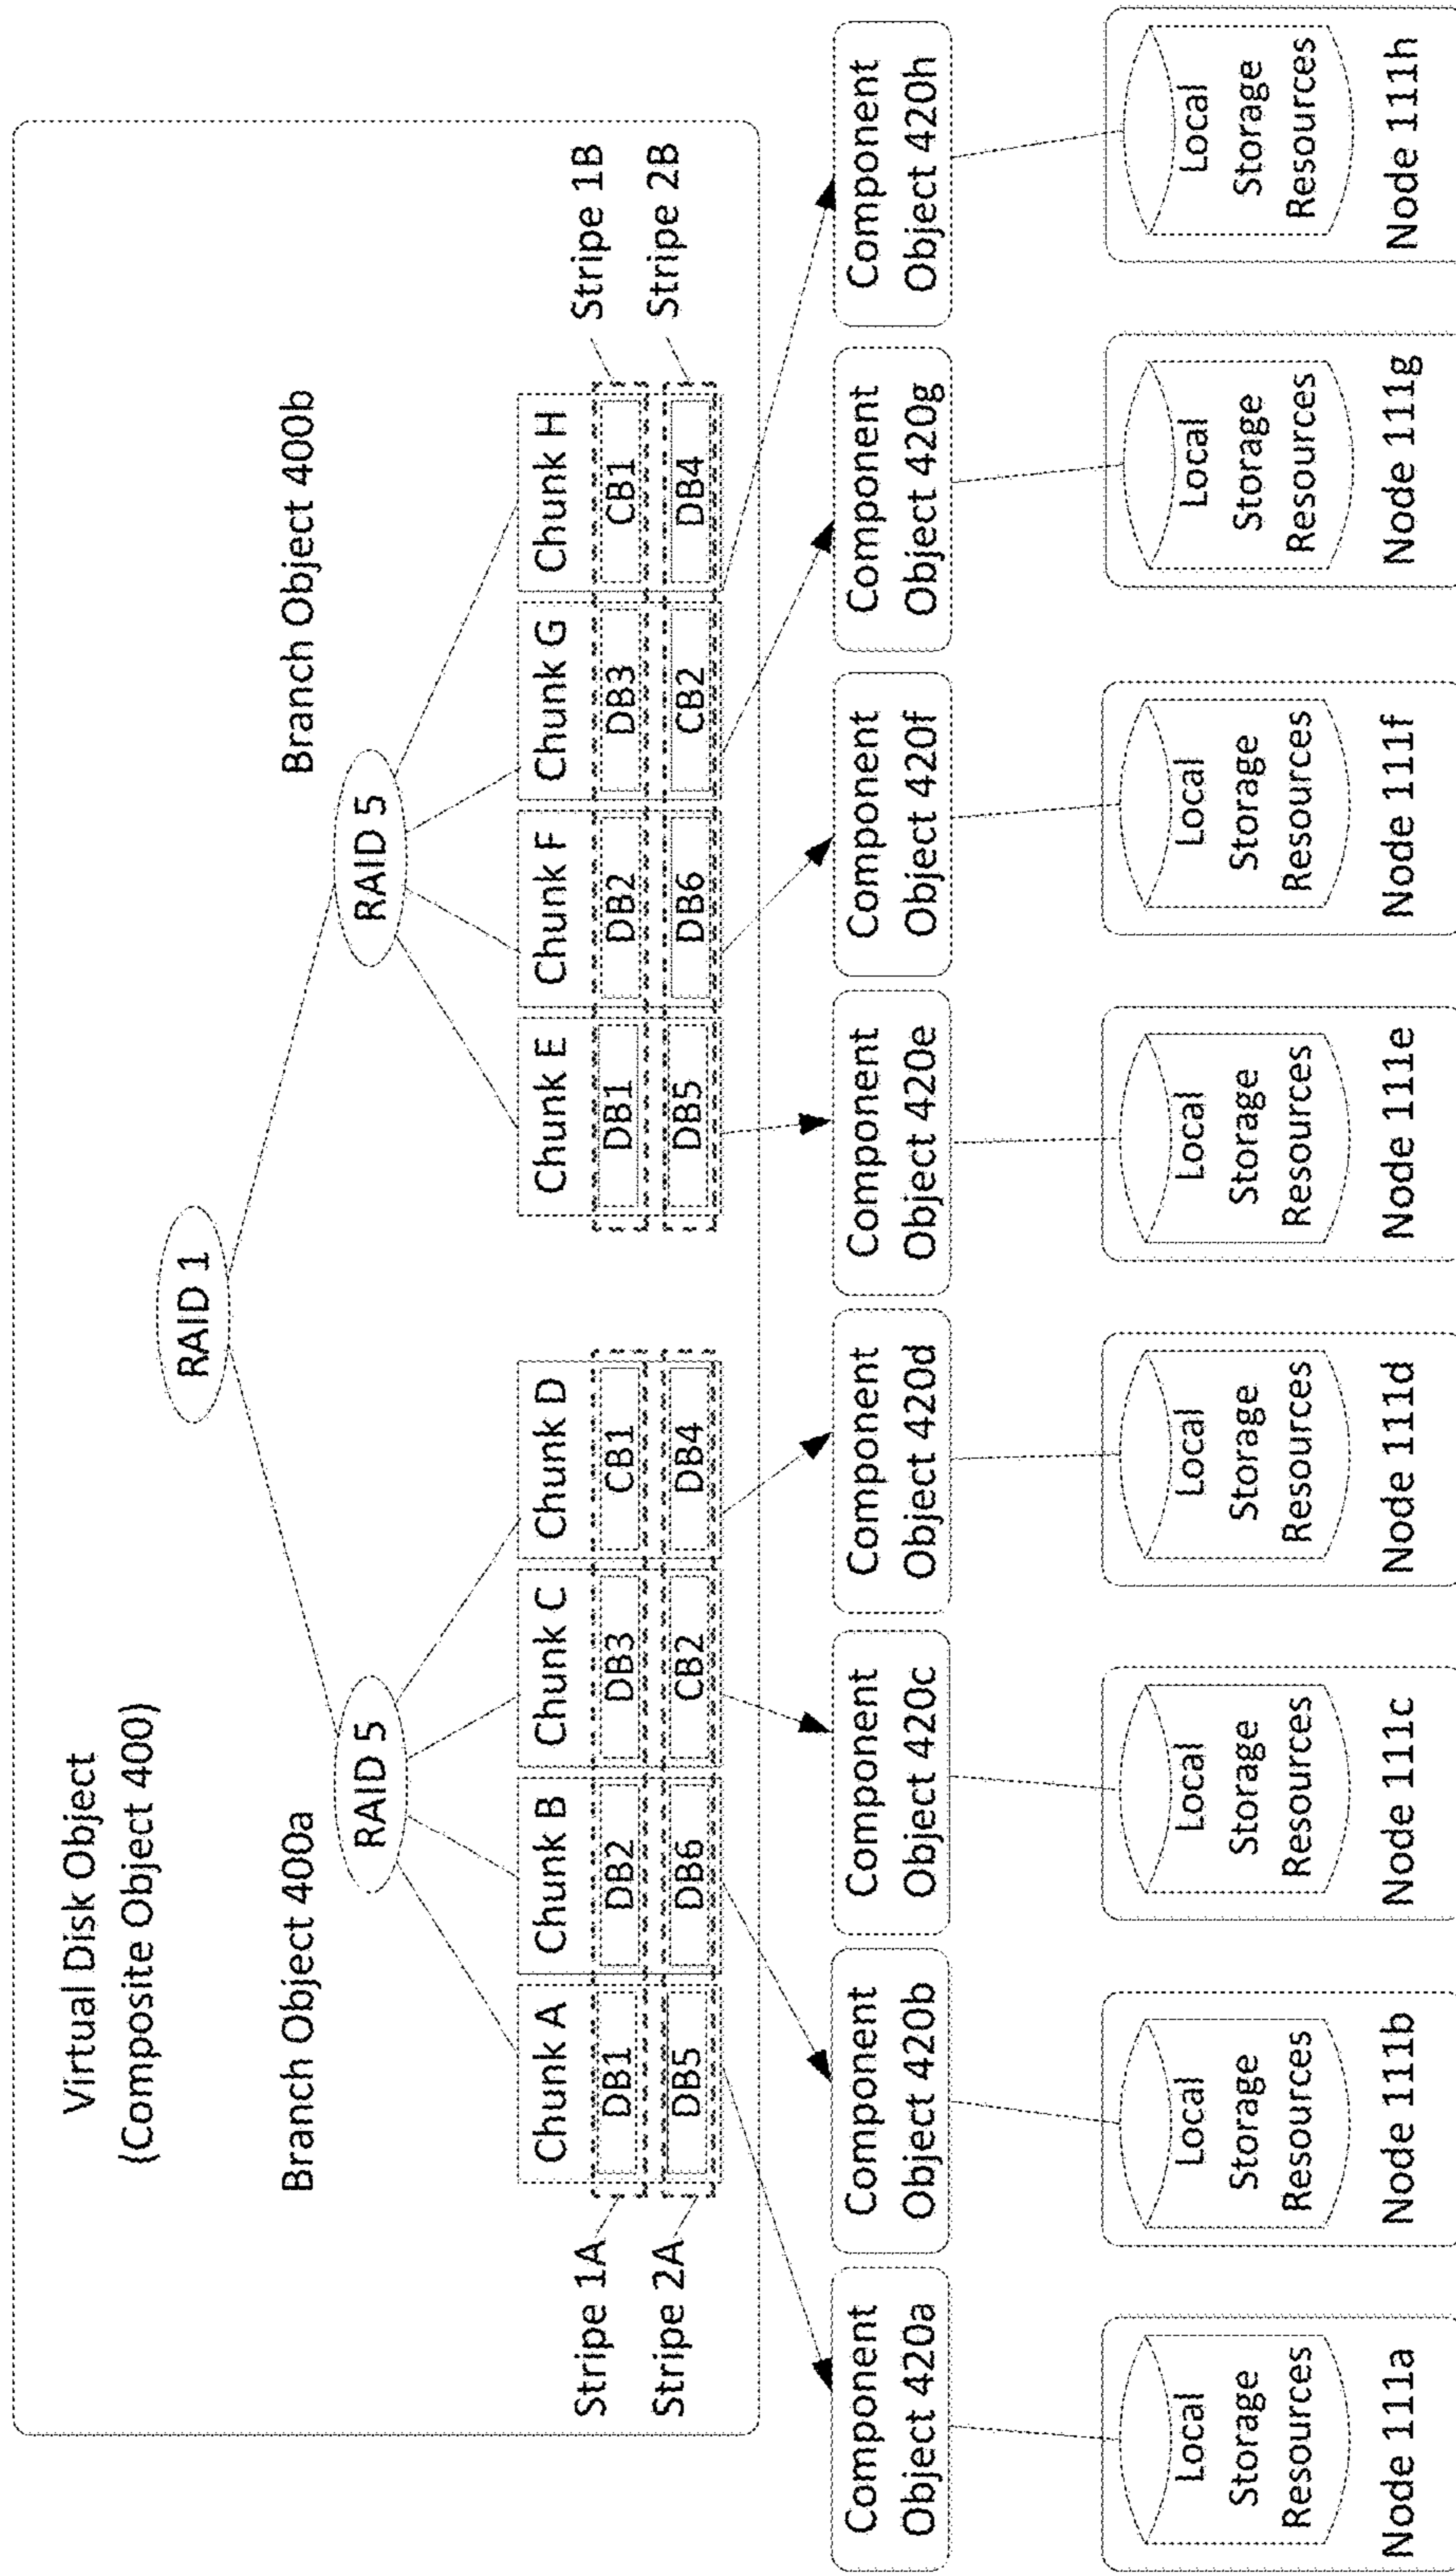 Virtual Disk Object
(Composite Object 400)
RAID 1
Branch Object 400a
Branch Object 400b
RAID 5
RAID 5
Chunk A
Chunk B
Chunk C
Chunk D
Chunk E
Chunk F
Chunk G
Chunk H
Stripe 1A
DB1
DB2
DB3
CB1
DB1
DB2
DB3
CB1
Stripe 1B
Stripe 2A
DB5
DB6
CB2
DB4
DB5
DB6
CB2
DB4
Stripe 2B
Component
Object 420a
Component
Object 420b
Component
Object 420c
Component
Object 420d
Component
Object 420e
Component
Object 420f
Component
Object 420g
Component
Object 420h
Local
Storage
Resources
Node 111a
Local
Storage
Resources
Node 111b
Local
Storage
Resources
Node 111c
Local
Storage
Resources
Node 111d
Local
Storage
Resources
Node 111e
Local
Storage
Resources
Node 111f
Local
Storage
Resources
Node 111g
Local
Storage
Resources
Node 111h